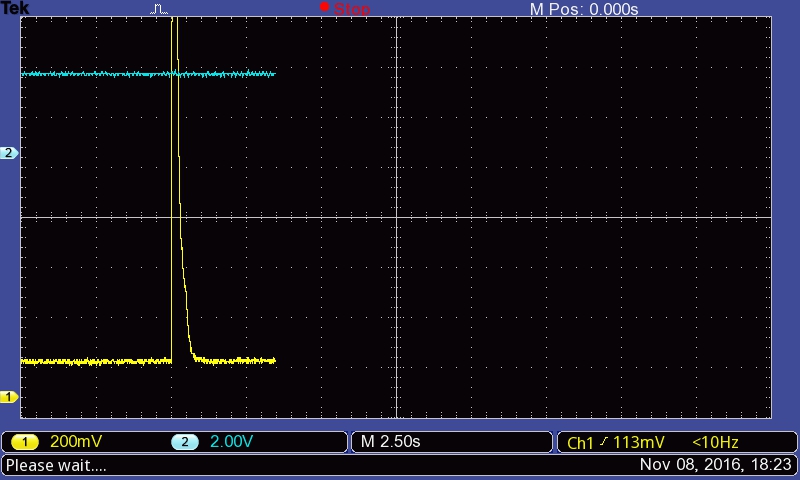 Tek Stop M Pos: 0.000s
2
1
1 200mV 2 2.00V M 2.50s Ch1 113mV <10Hz
Please wait.... Nov 08, 2016, 18:23